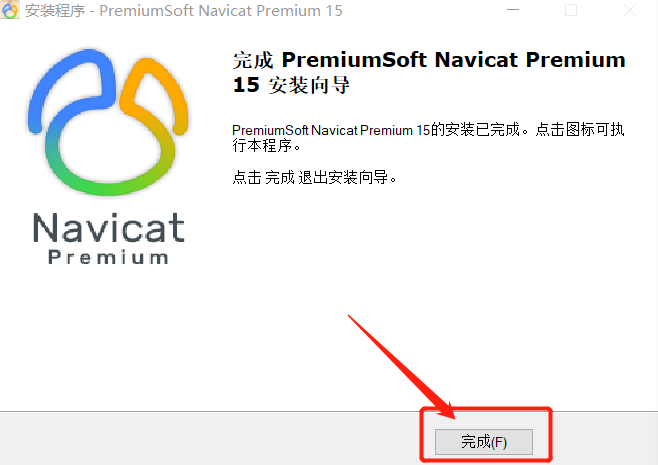 安装程序 - PremiumSoft Navicat Premium 15
完成 PremiumSoft Navicat Premium
15 安装向导
PremiumSoft Navicat Premium 15的安装已完成。点击图标可执
行本程序。
点击 完成 退出安装向导。
Navicat
Premium
完成(F)